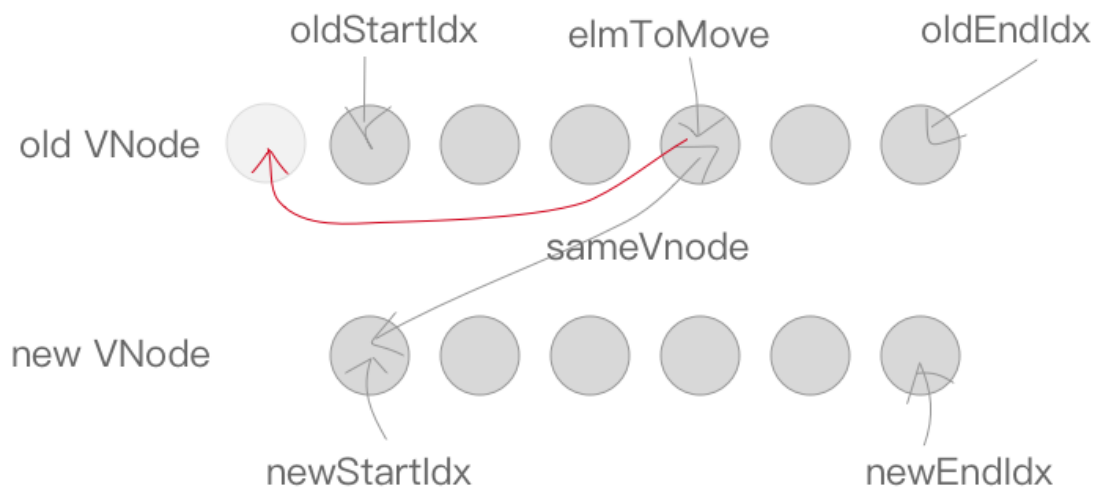 oldStartIdx
elmToMove
oldEndIdx
old VNode
sameVnode
new VNode
newStartIdx
newEndIdx